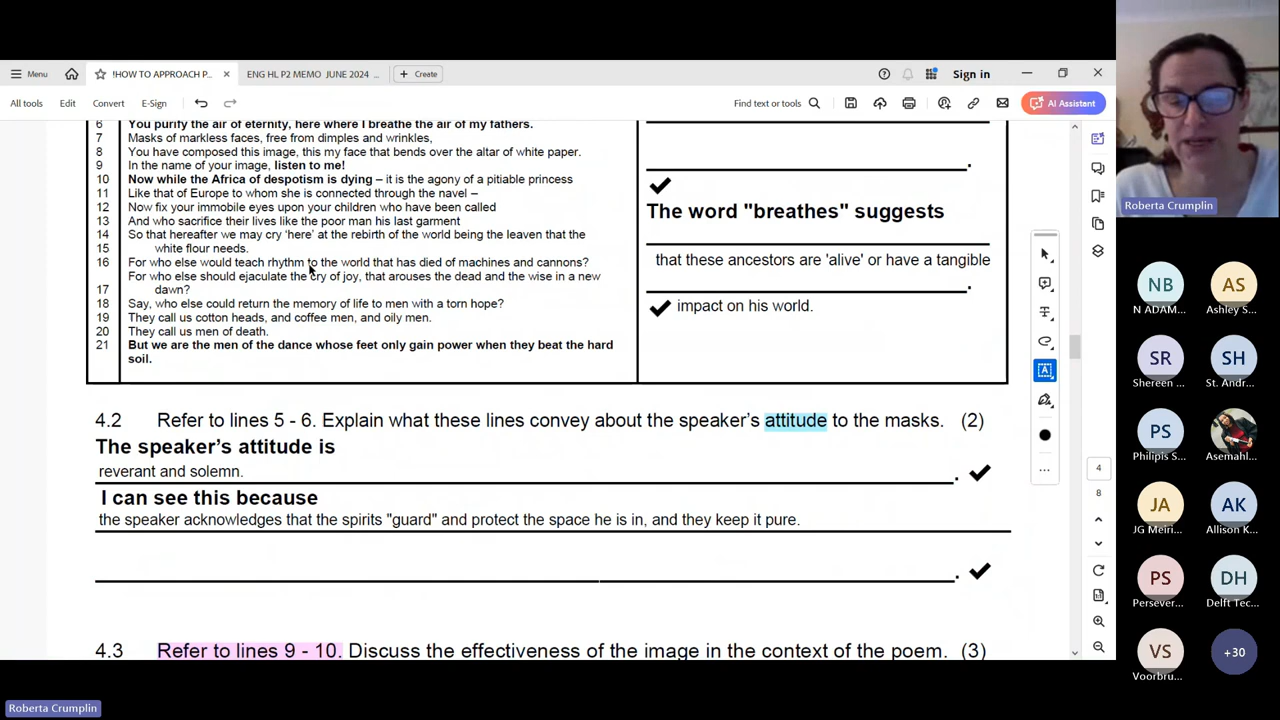 Menu
!HOW TO APPROACH P...
ENG HL P2 MEMO JUNE 2024 ...
Create
Sign in
All tools
Edit
Convert
E-Sign
Find text or tools
AI Assistant
6 You purify the air of eternity, here were I breathe the air of my fathers.
7 Masks of markless faces, free from dimples and wrinkles,
8 You have composed this image, this my face that bends over the altar of white paper.
9 In the name of your image, listen to me!
10 Now while the Africa of despotism is dying – it is the agony of a pitiable princess
11 Like that of Europe to whom she is connected through the navel –
12 Now fix your immobile eyes upon your children who have been called
13 And who sacrifice their lives like the poor man his last garment
14 So that hereafter we may cry 'here' at the rebirth of the world being the leaven that the
15 white flour needs.
16 For who else would teach rhythm to the world that has died of machines and cannons?
For who else should ejaculate the cry of joy, that arouses the dead and the wise in a new
17 dawn?
18 Say, who else could return the memory of life to men with a torn hope?
19 They call us cotton heads, and coffee men, and oily men.
20 They call us men of death.
21 But we are the men of the dance whose feet only gain power when they beat the hard
soil.
.
The word "breathes" suggests
that these ancestors are 'alive' or have a tangible
.
impact on his world.
4.2 Refer to lines 5 - 6. Explain what these lines convey about the speaker's attitude to the masks. (2)
The speaker's attitude is
reverant and solemn.
.
I can see this because
the speaker acknowledges that the spirits "guard" and protect the space he is in, and they keep it pure.
.
4.3 Refer to lines 9 - 10. Discuss the effectiveness of the image in the context of the poem. (3)
4
8
Roberta Crumplin
NB
N ADAM...
AS
Ashley S...
SR
Shereen ...
SH
St. Andr...
PS
Philipis S...
Asemahl...
JA
JG Meiri...
AK
Allison K...
PS
Persever...
DH
Delft Tec...
VS
Voorbru...
+30
Roberta Crumplin